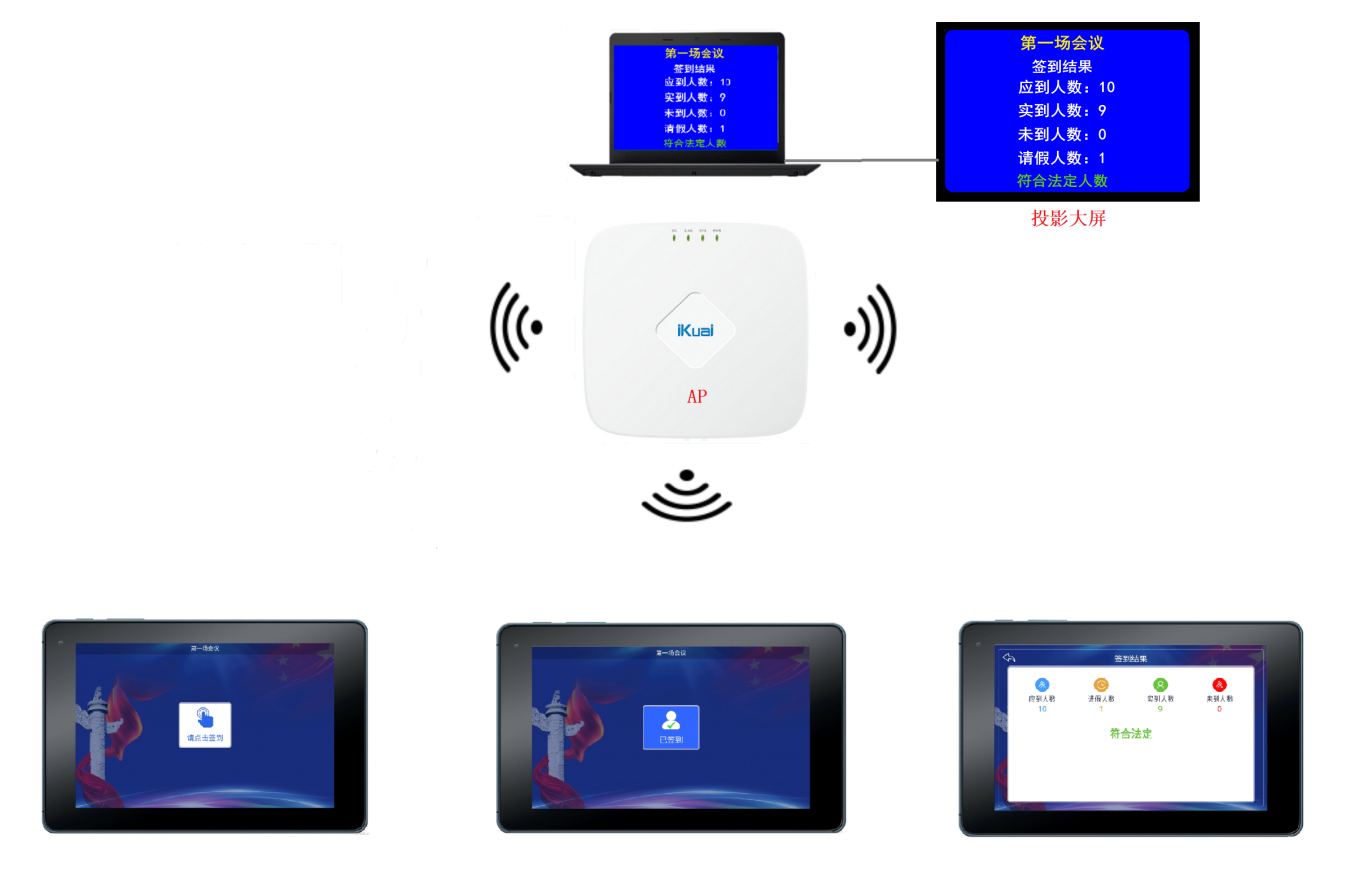 第一场会议
签到结果
应到人数：10
实到人数：9
未到人数：0
请假人数：1
符合法定人数
第一场会议
签到结果
应到人数：10
实到人数：9
未到人数：0
请假人数：1
符合法定人数
投影大屏
iKuai
AP
第一场会议
请点击签到
第一场会议
已签到
签到结果
应到人数 请假人数 实到人数 未到人数
10 1 9 0
符合法定